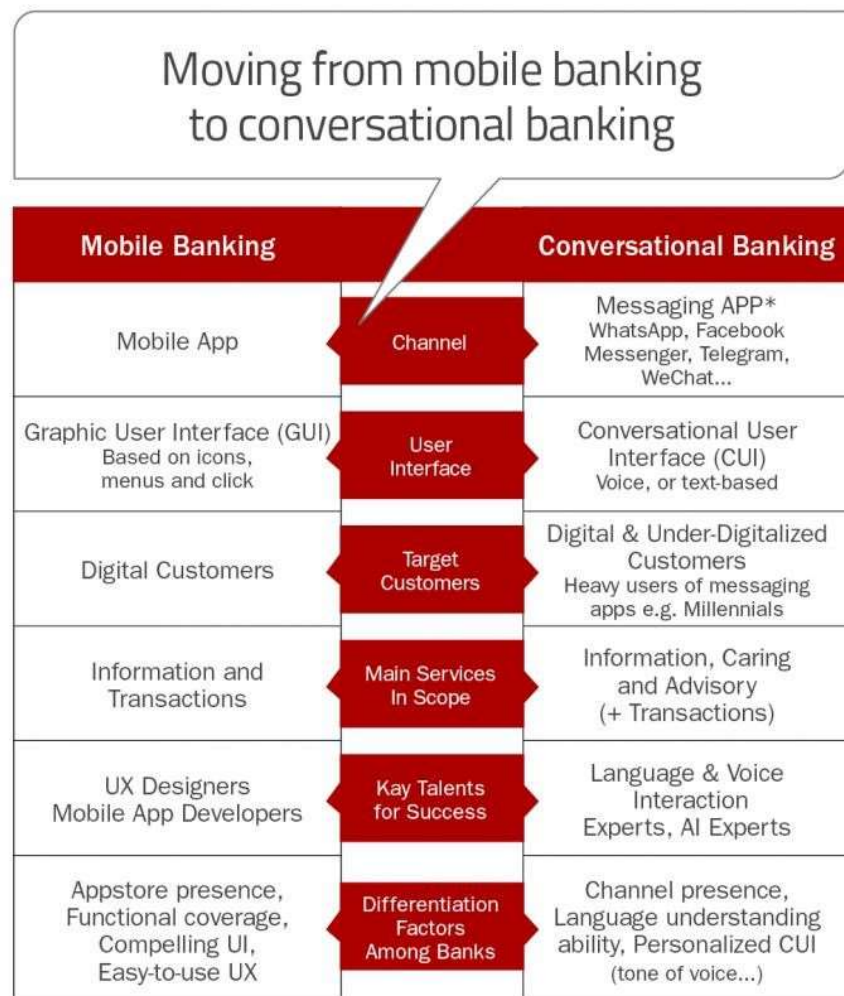 Moving from mobile banking
to conversational banking
Mobile Banking
Conversational Banking
Mobile App
Channel
Messaging APP*
WhatsApp, Facebook
Messenger, Telegram,
WeChat...
Graphic User Interface (GUI)
Based on icons,
menus and click
User
Interface
Conversational User
Interface (CUI)
Voice, or text-based
Digital Customers
Target
Customers
Digital & Under-Digitalized
Customers
Heavy users of messaging
apps e.g. Millennials
Information and
Transactions
Main Services
In Scope
Information, Caring
and Advisory
(+ Transactions)
UX Designers
Mobile App Developers
Kay Talents
for Success
Language & Voice
Interaction
Experts, AI Experts
Appstore presence,
Functional coverage,
Compelling UI,
Easy-to-use UX
Differentiation
Factors
Among Banks
Channel presence,
Language understanding
ability, Personalized CUI
(tone of voice...)